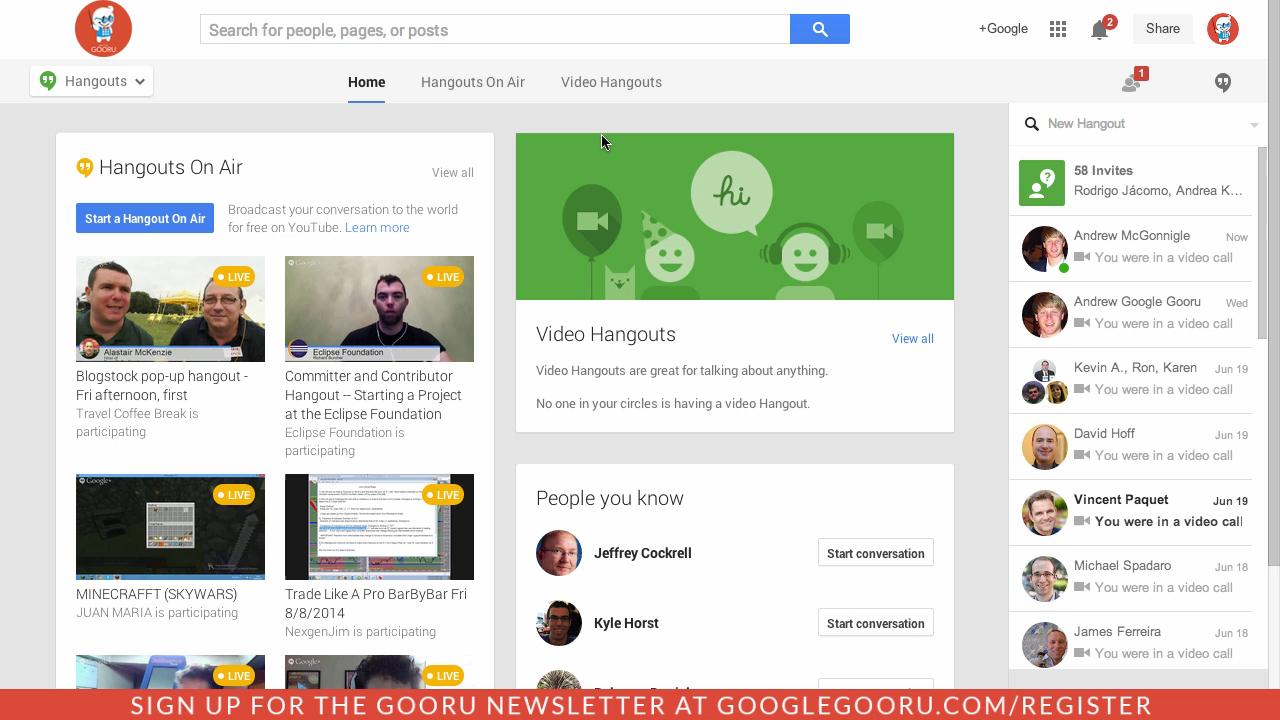 GOORU
Search for people, pages, or posts
+Google
2
Share
Hangouts
Home
Hangouts On Air
Video Hangouts
1
Hangouts On Air
View all
Start a Hangout On Air
Broadcast your conversation to the world
for free on YouTube. Learn more
LIVE
Alastair McKenzie
Blogstock pop-up hangout -
Fri afternoon, first
Travel Coffee Break is
participating
Google+
LIVE
Eclipse Foundation
Committer and Contributor
Hangout -- Starting a Project
at the Eclipse Foundation
Eclipse Foundation is
participating
Google+
LIVE
MINECRAFFT (SKYWARS)
JUAN MARIA is participating
LIVE
Trade Like A Pro BarByBar Fri
8/8/2014
NexgenJim is participating
Google+
LIVE
Google+
LIVE
hi
Video Hangouts
View all
Video Hangouts are great for talking about anything.
No one in your circles is having a video Hangout.
People you know
Jeffrey Cockrell
Start conversation
Kyle Horst
Start conversation
New Hangout
?
58 Invites
Rodrigo Jácomo, Andrea K...
Andrew McGonnigle
Now
You were in a video call
Andrew Google Gooru
Wed
You were in a video call
Kevin A., Ron, Karen
Jun 19
You were in a video call
David Hoff
Jun 19
You were in a video call
Vincent Paquet
Jun 19
You were in a video call
Michael Spadaro
Jun 18
You were in a video call
James Ferreira
Jun 18
You were in a video call
SIGN UP FOR THE GOORU NEWSLETTER AT GOOGLEGOORU.COM/REGISTER